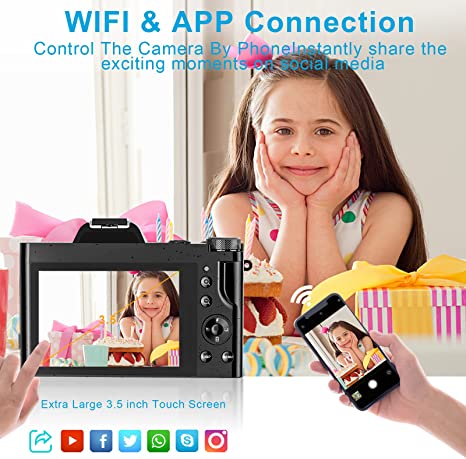 WIFI & APP Connection
Control The Camera By PhoneInstantly share the
exciting moments on social media
3.5
Extra Large 3.5 inch Touch Screen